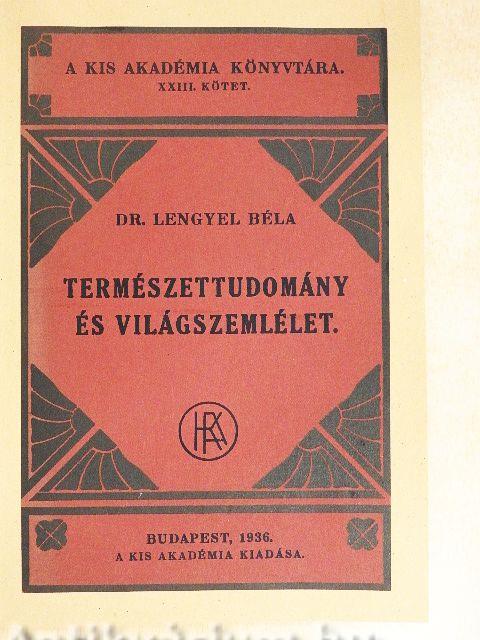 A KIS AKADÉMIA KÖNYVTÁRA.
XXIII. KÖTET.
DR. LENGYEL BÉLA
TERMÉSZETTUDOMÁNY
ÉS VILÁGSZEMLÉLET.
BUDAPEST, 1936.
A KIS AKADÉMIA KIADÁSA.